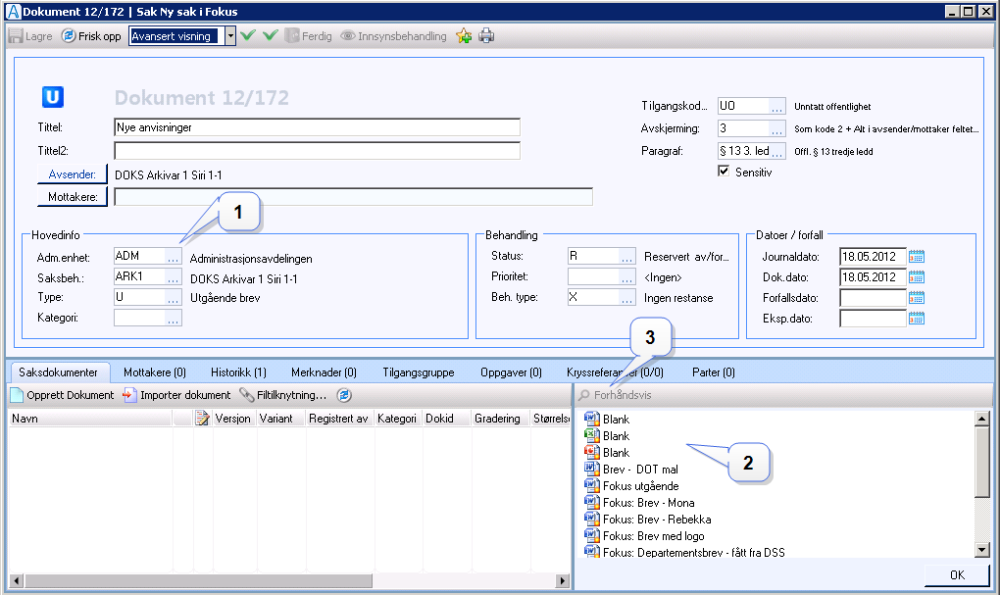 Dokument 12/172 | Sak Ny sak i Fokus
Lagre Frisk opp Avansert visning Ferdig Innsynsbehandling
U Dokument 12/172
Tittel: Nye anvisninger
Tittel2:
Avsender: DOKS Arkivar 1 Siri 1-1
Mottakere:
Tilgangskod... UO ... Unntatt offentlighet
Avskjerming: 3 ... Som kode 2 + Alt i avsender/mottaker feltet...
Paragraf: § 13 3. led ... Offl. § 13 tredje ledd
Sensitiv
1
Hovedinfo
Adm.enhet: ADM ... Administrasjonsavdelingen
Saksbeh.: ARK1 ... DOKS Arkivar 1 Siri 1-1
Type: U ... Utgående brev
Kategori: ...
Behandling
Status: R ... Reservert av/for...
Prioritet: ... <Ingen>
Beh. type: X ... Ingen restanse
Datoer / forfall
Journaldato: 18.05.2012
Dok.dato: 18.05.2012
Forfallsdato:
Eksp.dato:
3
Saksdokumenter Mottakere (0) Historikk (1) Merknader (0) Tilgangsgruppe Oppgaver (0) Kryssreferanser (0/0) Parter (0)
Opprett Dokument Importer dokument Filtilknytning...
Navn Versjon Variant Registrert av Kategori Dokid Gradering Størrelse
Forhåndsvis
Blank
Blank
Blank
Brev - DOT mal
Fokus utgående
Fokus: Brev - Mona
Fokus: Brev - Rebekka
Fokus: Brev med logo
Fokus: Departementsbrev - fått fra DSS
2
OK